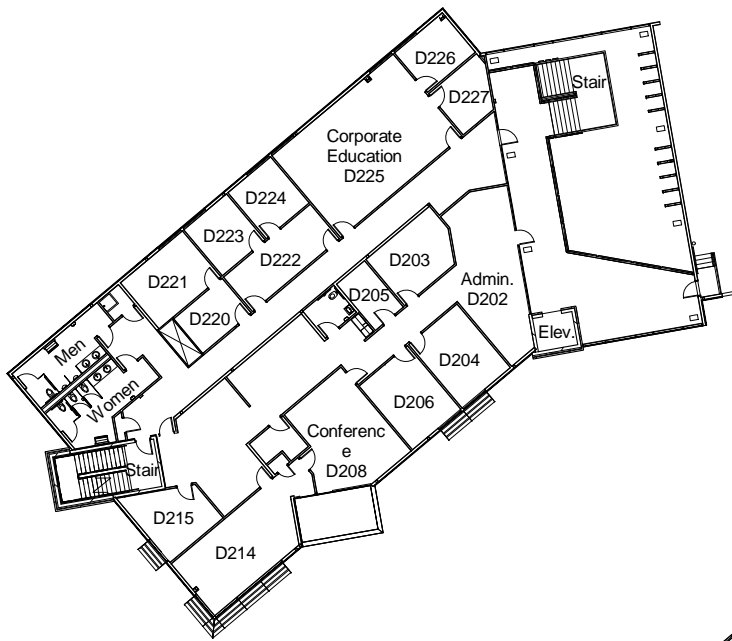 D226
Stair
D227
Corporate
Education
D225
D224
D223
D222
D203
D221
D205
Admin.
D202
D220
Elev.
Men
D204
Women
D206
Conferenc
e
D208
Stair
D215
D214